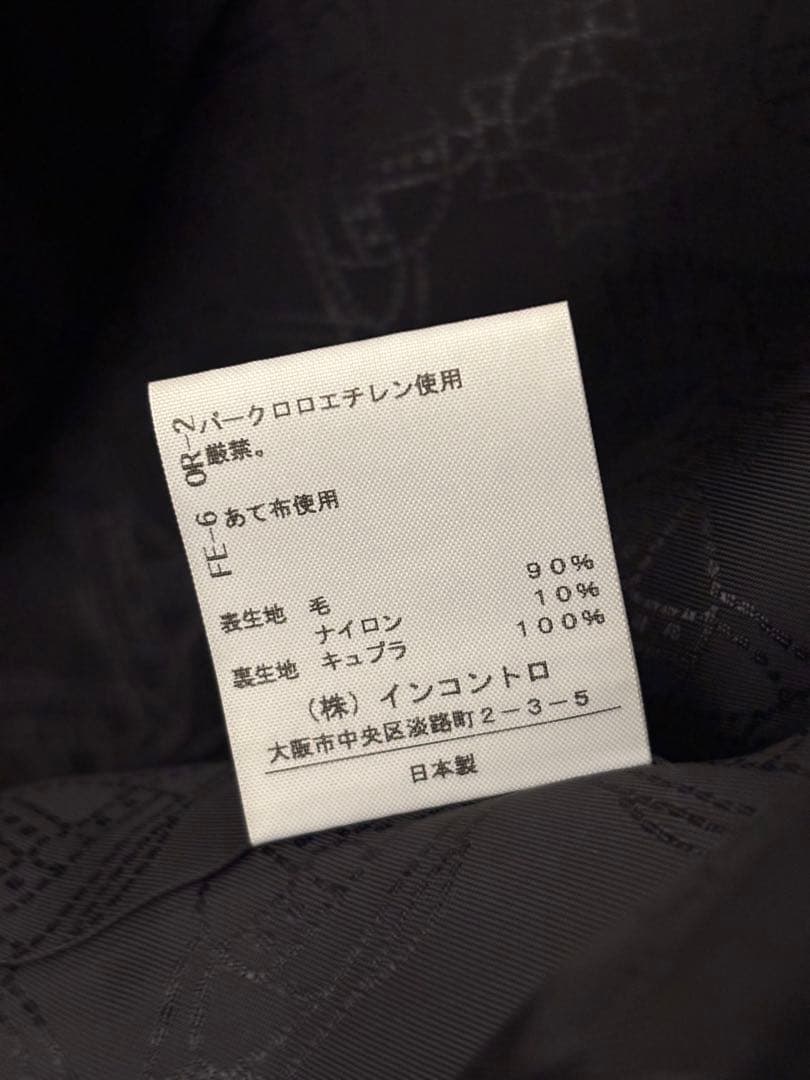 OR-2
パークロロエチレン使用
厳禁。
FE-6
あて布使用
表生地 毛 90%
ナイロン 10%
裏生地 キュプラ 100%
(株)インコントロ
大阪市中央区淡路町2-3-5
日本製